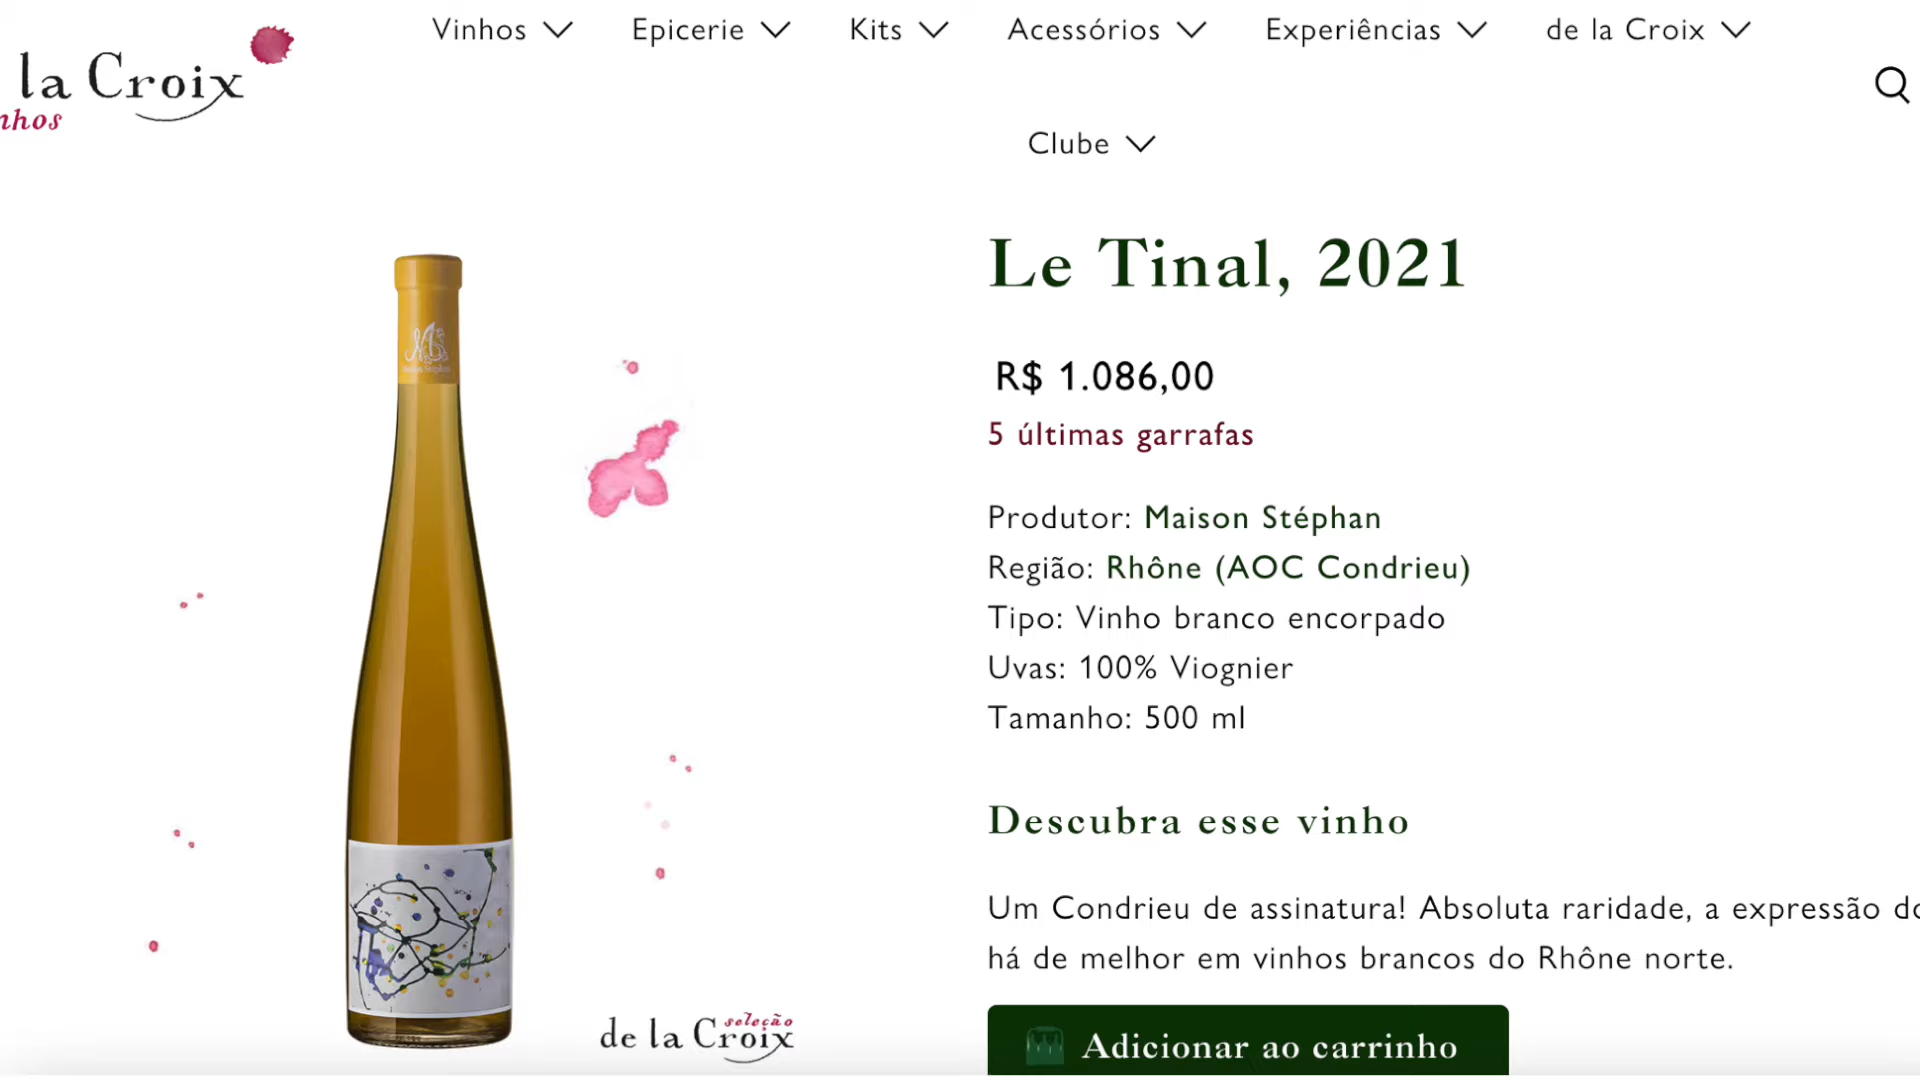 Vinhos Epicerie Kits Acessórios Experiências de la Croix
la Croix
nhos
Clube
Le Tinal, 2021
R$ 1.086,00
5 últimas garrafas
Produtor: Maison Stéphan
Região: Rhône (AOC Condrieu)
Tipo: Vinho branco encorpado
Uvas: 100% Viognier
Tamanho: 500 ml
Descubra esse vinho
Um Condrieu de assinatura! Absoluta raridade, a expressão do
há de melhor em vinhos brancos do Rhône norte.
Adicionar ao carrinho
seleção
de la Croix